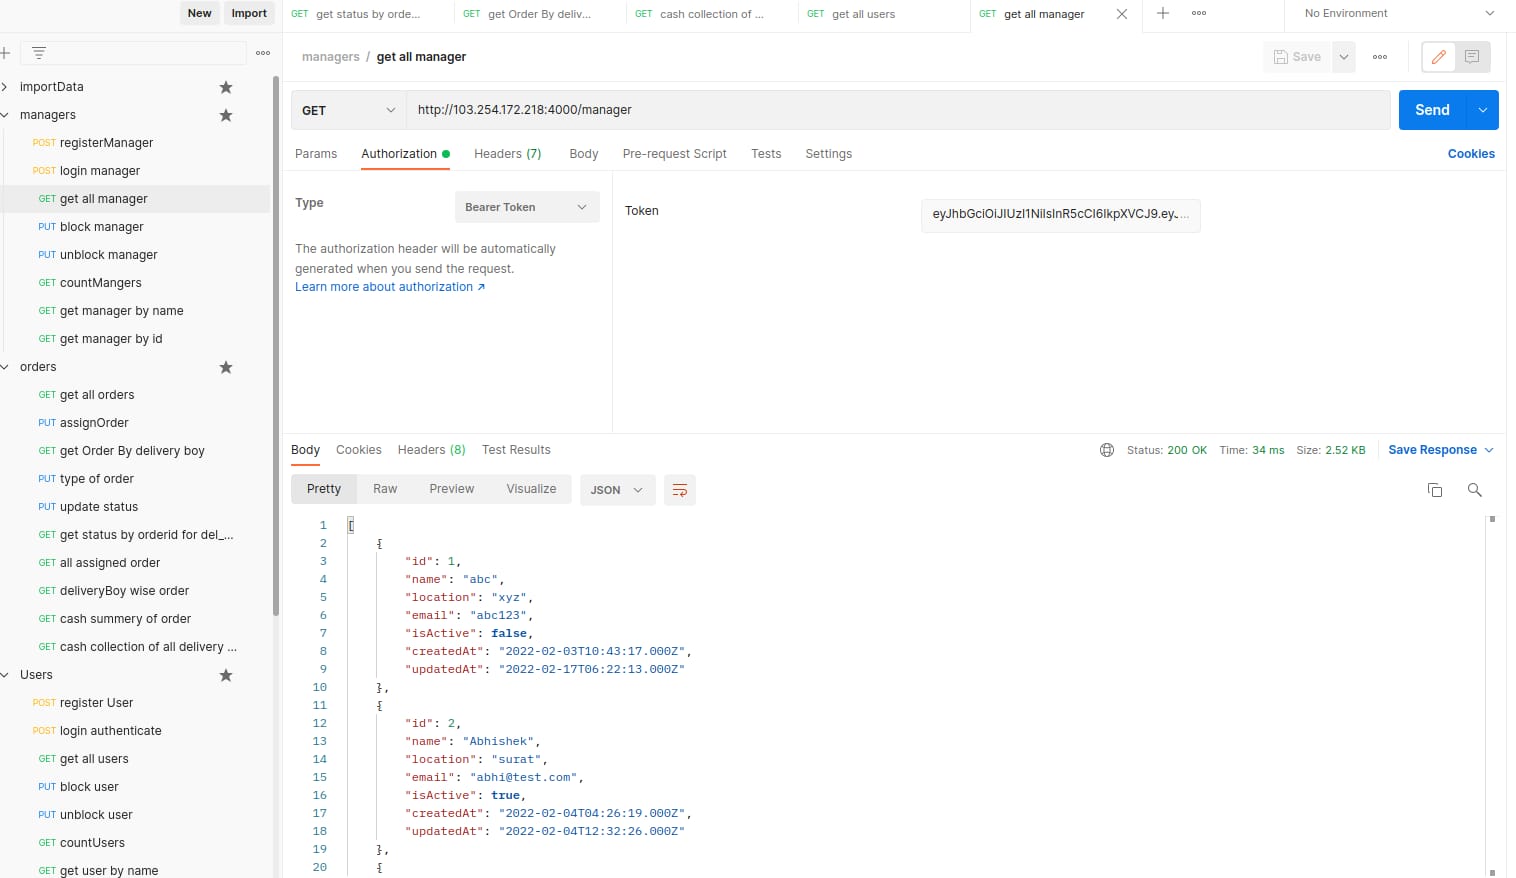 New Import
GET get status by orde... GET get Order By deliv... GET cash collection of ... GET get all users GET get all manager No Environment
managers / get all manager Save
importData
managers
POST registerManager
POST login manager
GET get all manager
PUT block manager
PUT unblock manager
GET countMangers
GET get manager by name
GET get manager by id
orders
GET get all orders
PUT assignOrder
GET get Order By delivery boy
PUT type of order
PUT update status
GET get status by orderid for del_...
GET all assigned order
GET deliveryBoy wise order
GET cash summery of order
GET cash collection of all delivery ...
Users
POST register User
POST login authenticate
GET get all users
PUT block user
PUT unblock user
GET countUsers
GET get user by name
GET http://103.254.172.218:4000/manager Send
Params Authorization Headers (7) Body Pre-request Script Tests Settings Cookies
Type Bearer Token
The authorization header will be automatically
generated when you send the request.
Learn more about authorization ↗
Token
Body Cookies Headers (8) Test Results Status: 200 OK Time: 34 ms Size: 2.52 KB Save Response
Pretty Raw Preview Visualize JSON
1 [
2 {
3 "id": 1,
4 "name": "abc",
5 "location": "xyz",
6 "email": "abc123",
7 "isActive": false,
8 "createdAt": "2022-02-03T10:43:17.000Z",
9 "updatedAt": "2022-02-17T06:22:13.000Z"
10 },
11 {
12 "id": 2,
13 "name": "Abhishek",
14 "location": "surat",
15 "email": "abhi@test.com",
16 "isActive": true,
17 "createdAt": "2022-02-04T04:26:19.000Z",
18 "updatedAt": "2022-02-04T12:32:26.000Z"
19 },
20 {